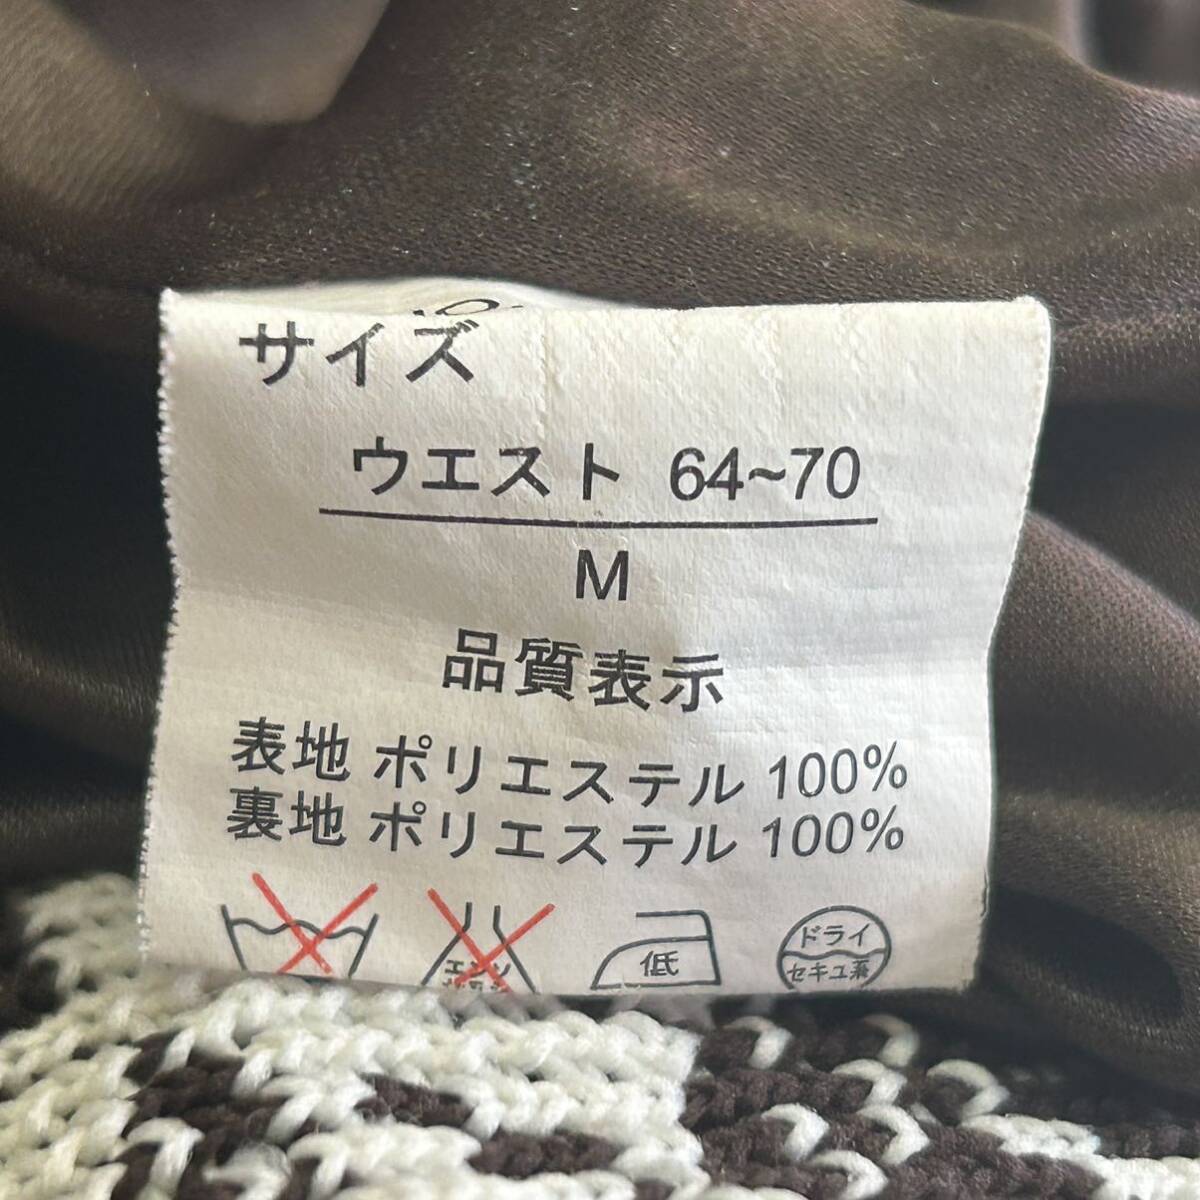 サイズ
ウエスト 64~70
M
品質表示
表地 ポリエステル 100%
裏地 ポリエステル 100%
低
ドライ
セキユ系